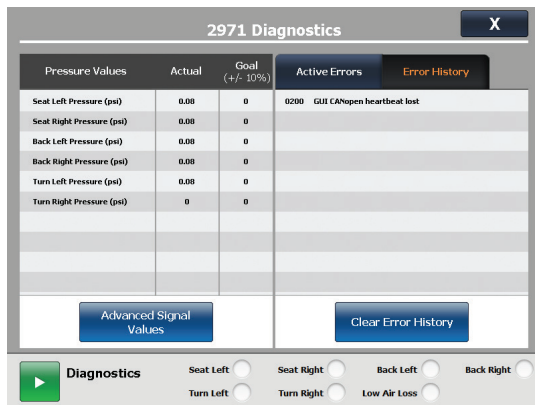 2971 Diagnostics
X
Pressure Values Actual Goal (+/- 10%)
Seat Left Pressure (psi) 0.08 0
Seat Right Pressure (psi) 0.08 0
Back Left Pressure (psi) 0.08 0
Back Right Pressure (psi) 0.08 0
Turn Left Pressure (psi) 0.08 0
Turn Right Pressure (psi) 0 0
Advanced Signal
Values
Active Errors Error History
0200 GUI CANopen heartbeat lost
Clear Error History
Diagnostics
Seat Left Seat Right Back Left Back Right
Turn Left Turn Right Low Air Loss